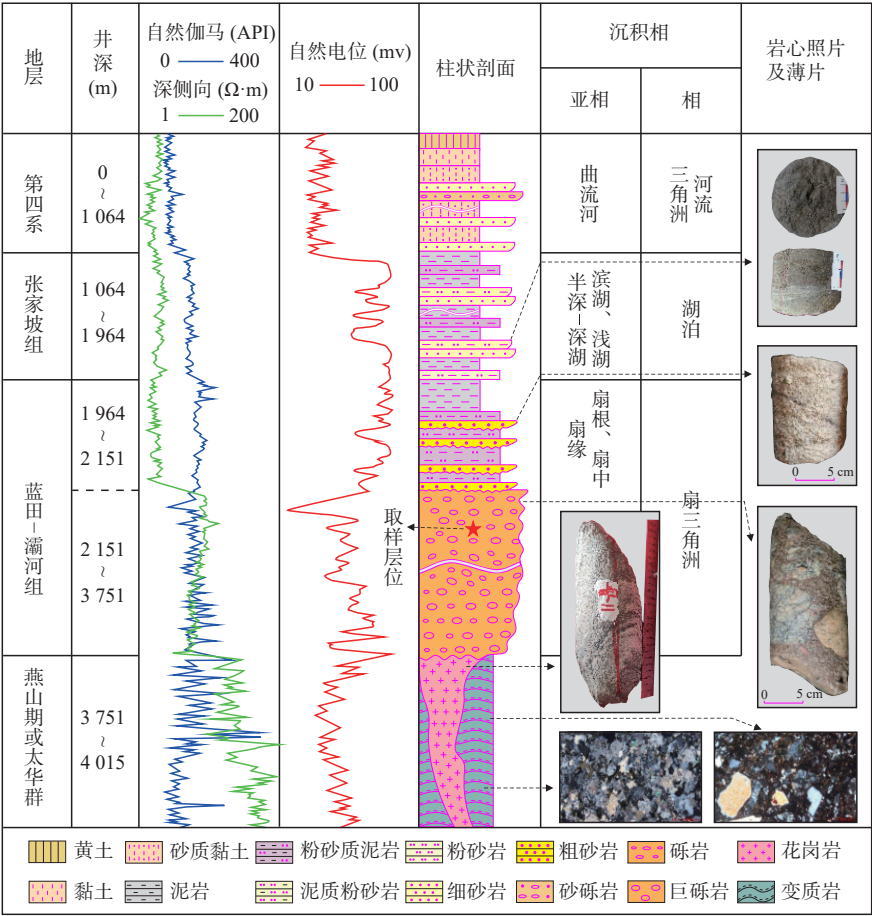 地层
井深(m)
自然伽马 (API)
0 400
深侧向 (Ω·m)
1 200
自然电位 (mv)
10 100
柱状剖面
沉积相
亚相
相
岩心照片
及薄片
第四系
0
~
1 064
曲流河
河流
三角洲
张家坡组
1 064
~
1 964
滨湖、浅湖
半深–深湖
湖泊
蓝田–灞河组
1 964
~
2 151
2 151
~
3 751
扇根、扇中
扇缘
扇三角洲
取样层位
0 5 cm
0 5 cm
燕山期或太华群
3 751
~
4 015
黄土
砂质黏土
粉砂质泥岩
粉砂岩
粗砂岩
砾岩
花岗岩
黏土
泥岩
泥质粉砂岩
细砂岩
砂砾岩
巨砾岩
变质岩